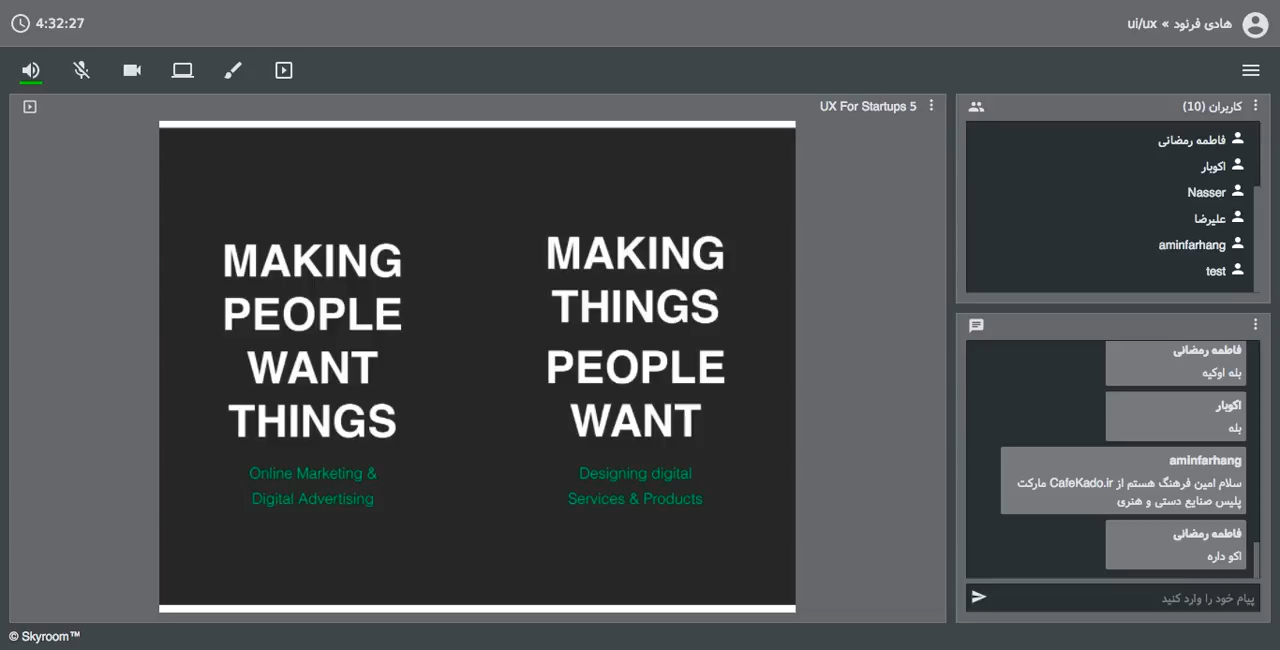 4:32:27
هادی فرنود » ui/ux
UX For Startups 5
MAKING
PEOPLE
WANT
THINGS
Online Marketing &
Digital Advertising
MAKING
THINGS
PEOPLE
WANT
Designing digital
Services & Products
کاربران (10)
فاطمه رمضانی
اکوبار
Nasser
علیرضا
aminfarhang
test
فاطمه رمضانی
بله اوکیه
اکوبار
بله
aminfarhang
سلام امین فرهنگ هستم از CafeKado.ir مارکت
پلیس صنایع دستی و هنری
فاطمه رمضانی
اکو داره
پیام خود را وارد کنید
© Skyroom™